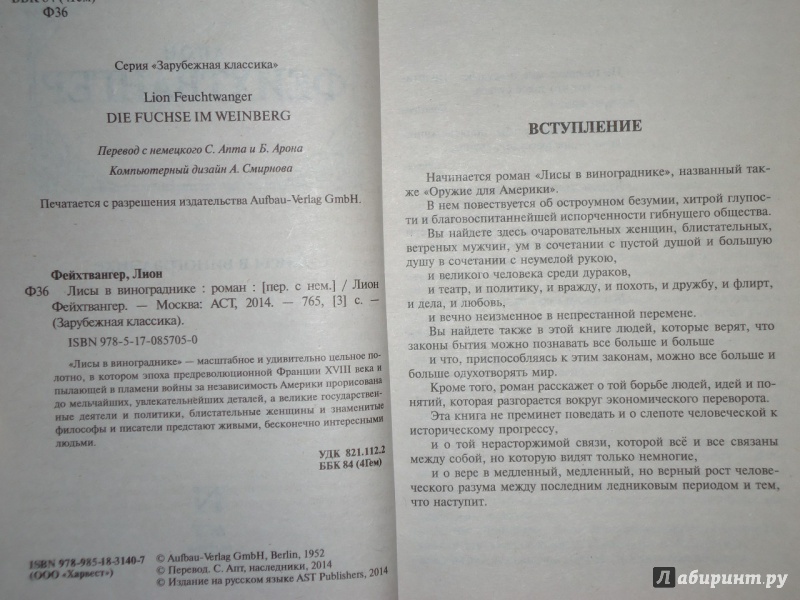 Ф36
Серия «Зарубежная классика»
Lion Feuchtwanger
DIE FUCHSE IM WEINBERG
Перевод с немецкого С. Апта и Б. Арона
Компьютерный дизайн А. Смирнова
Печатается с разрешения издательства Aufbau-Verlag GmbH.
Фейхтвангер, Лион
Ф36 Лисы в винограднике : роман : [пер. с нем.] / Лион
Фейхтвангер. — Москва: АСТ, 2014. — 765, [3] с. —
(Зарубежная классика).
ISBN 978-5-17-085705-0
«Лисы в винограднике» — масштабное и удивительно цельное по-
лотно, в котором эпоха предреволюционной Франции XVIII века и
пылающей в пламени войны за независимость Америки прорисована
до мельчайших, увлекательнейших деталей, а великие государствен-
ные деятели и политики, блистательные женщины и знаменитые
философы и писатели предстают живыми, бесконечно интересными
людьми.
УДК 821.112.2
ББК 84 (4Гем)
ISBN 978-985-18-3140-7
(ООО «Харвест»)
© Aufbau-Verlag GmbH, Berlin, 1952
© Перевод. С. Апт, наследники, 2014
© Издание на русском языке AST Publishers, 2014
ВСТУПЛЕНИЕ
Начинается роман «Лисы в винограднике», названный так-
же «Оружие для Америки».
В нем повествуется об остроумном безумии, хитрой глупос-
ти и благовоспитаннейшей испорченности гибнущего общества.
Вы найдете здесь очаровательных женщин, блистательных,
ветреных мужчин, ум в сочетании с пустой душой и большую
душу в сочетании с неумелой рукою,
и великого человека среди дураков,
и театр, и политику, и вражду, и похоть, и дружбу, и флирт,
и дела, и любовь,
и вечно неизменное в непрестанной перемене.
Вы найдете также в этой книге людей, которые верят, что
законы бытия можно познавать все больше и больше
и что, приспособляясь к этим законам, можно все больше и
больше одухотворять мир.
Кроме того, роман расскажет о той борьбе людей, идей и по-
нятий, которая разгорается вокруг экономического переворота.
Эта книга не преминет поведать и о слепоте человеческой к
историческому прогрессу,
и о той нерасторжимой связи, которой всё и все связаны
между собой, но которую видят только немногие,
и о вере в медленный, медленный, но верный рост челове-
ческого разума между последним ледниковым периодом и тем,
что наступит.
Лабиринт.ру